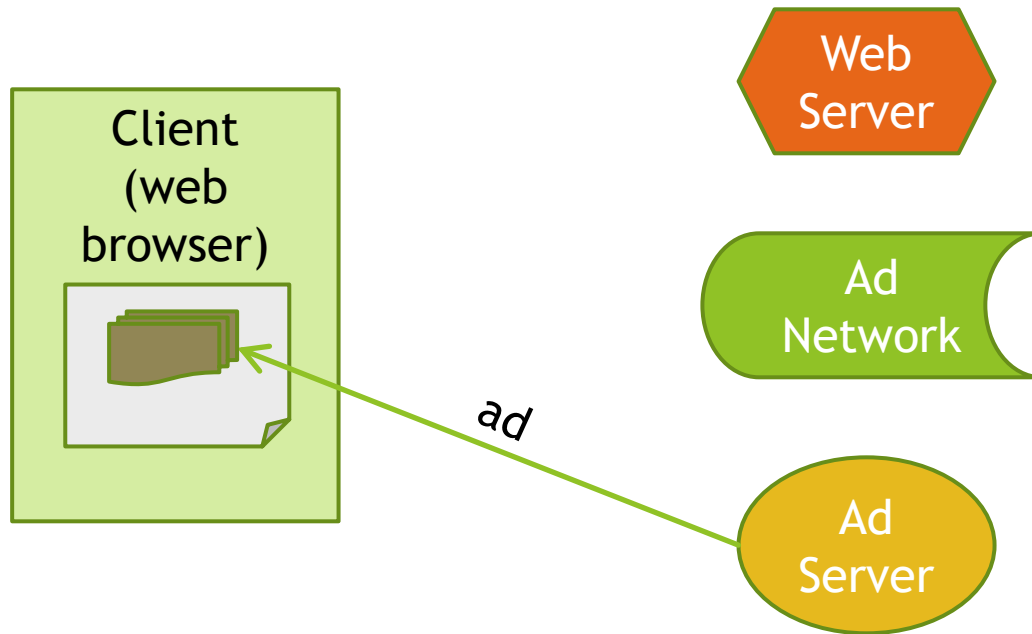 Client
(web
browser)
Web
Server
Ad
Network
ad
Ad
Server